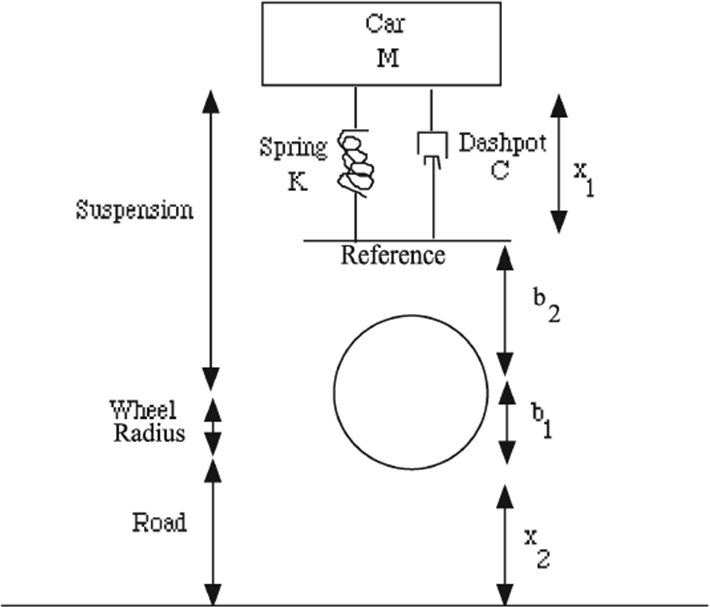 Car
M
Spring
K
Dashpot
C
x1
Suspension
Reference
b2
Wheel
Radius
b1
Road
x2